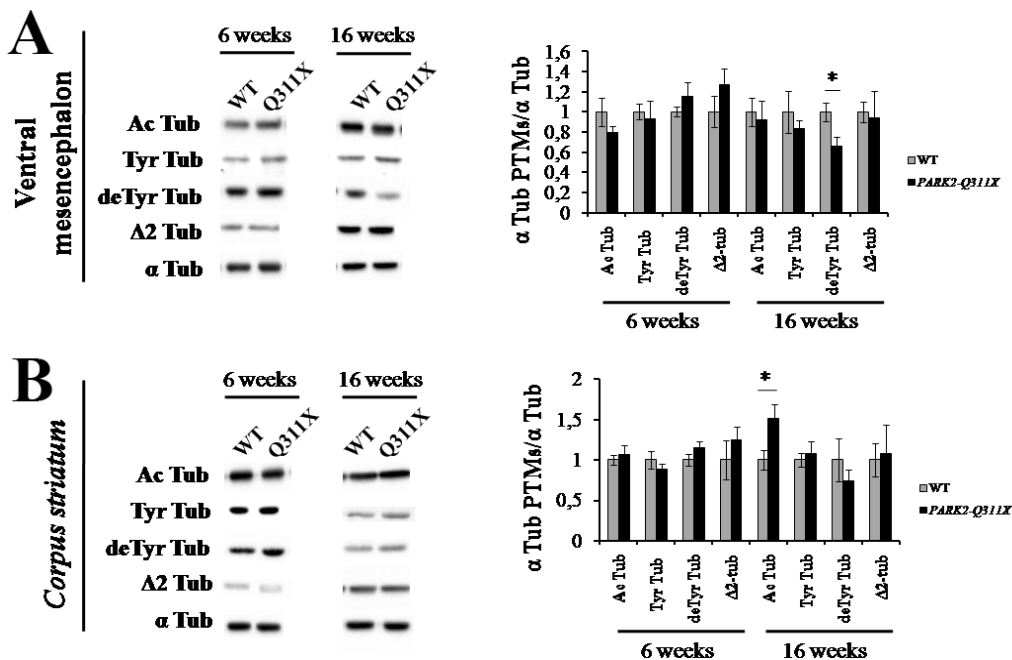 A
Ventral
mesencephalon
6 weeks
16 weeks
WT
Q311X
WT
Q311X
Ac Tub
Tyr Tub
deTyr Tub
Δ2 Tub
α Tub
α Tub PTMs/α Tub
1,6
1,4
1,2
1
0,8
0,6
0,4
0,2
0
*
Ac Tub
Tyr Tub
deTyr Tub
Δ2-tub
Ac Tub
Tyr Tub
deTyr Tub
Δ2-tub
6 weeks
16 weeks
WT
PARK2-Q311X
B
Corpus striatum
6 weeks
16 weeks
WT
Q311X
WT
Q311X
Ac Tub
Tyr Tub
deTyr Tub
Δ2 Tub
α Tub
α Tub PTMs/α Tub
2
1,5
1
0,5
0
*
Ac Tub
Tyr Tub
deTyr Tub
Δ2-tub
Ac Tub
Tyr Tub
deTyr Tub
Δ2-tub
6 weeks
16 weeks
WT
PARK2-Q311X